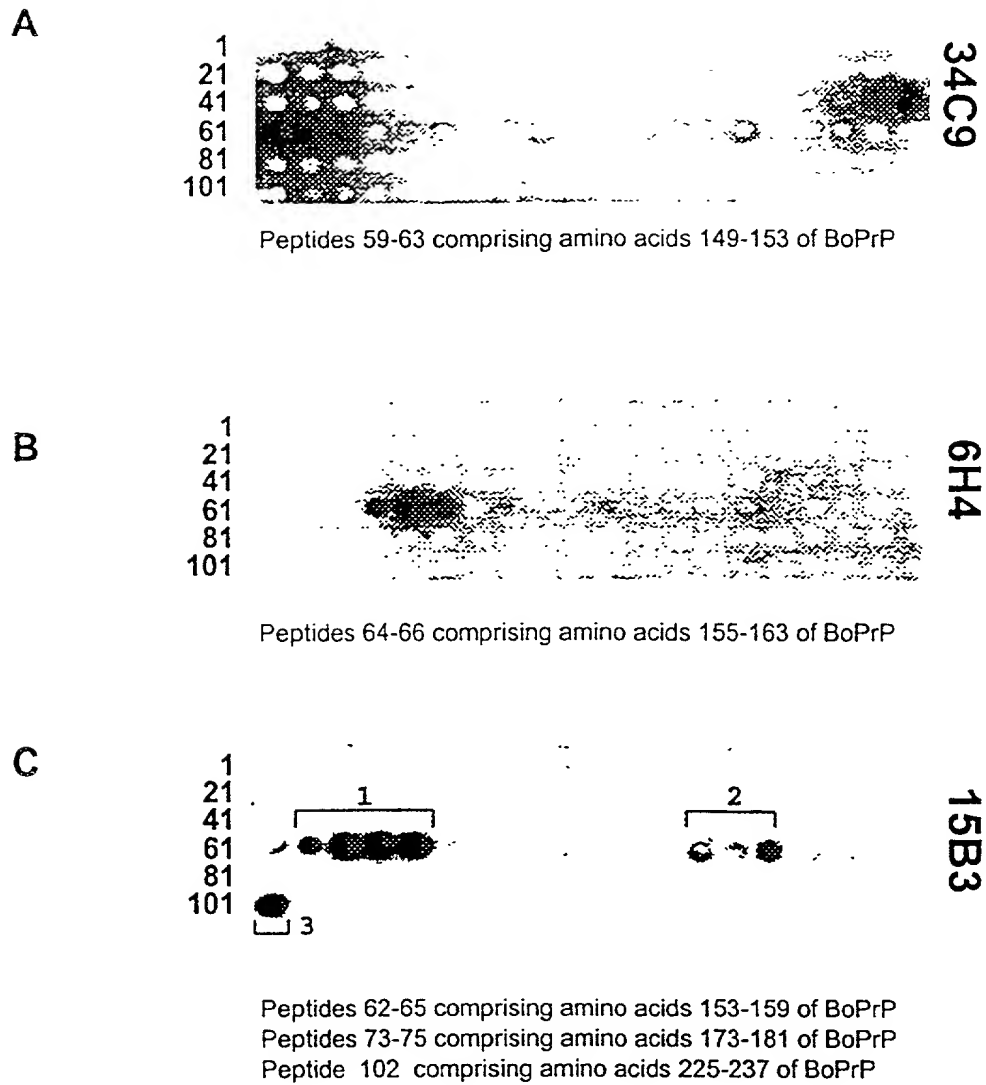 A
1
21
41
61
81
101
34C9
Peptides 59-63 comprising amino acids 149-153 of BoPrP
B
1
21
41
61
81
101
6H4
Peptides 64-66 comprising amino acids 155-163 of BoPrP
C
1
21
41
61
81
101
1
2
3
15B3
Peptides 62-65 comprising amino acids 153-159 of BoPrP
Peptides 73-75 comprising amino acids 173-181 of BoPrP
Peptide 102 comprising amino acids 225-237 of BoPrP